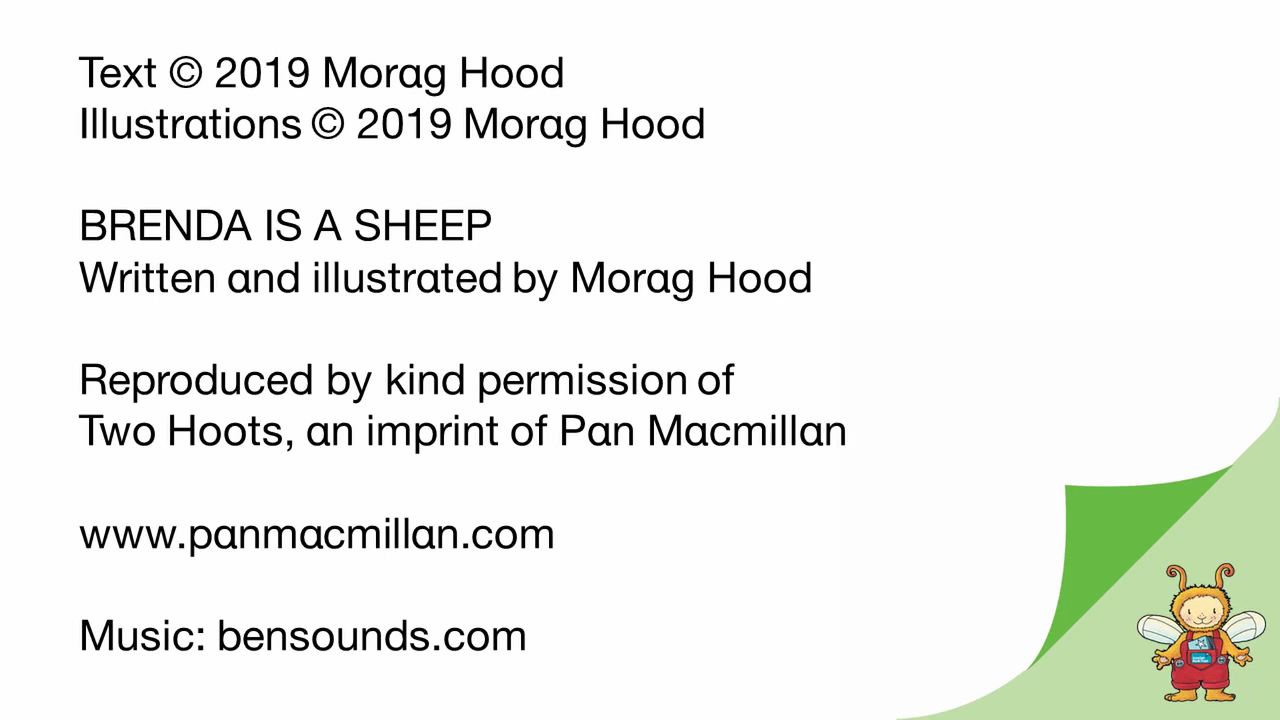 Text © 2019 Morag Hood
Illustrations © 2019 Morag Hood
BRENDA IS A SHEEP
Written and illustrated by Morag Hood
Reproduced by kind permission of
Two Hoots, an imprint of Pan Macmillan
www.panmacmillan.com
Music: bensounds.com